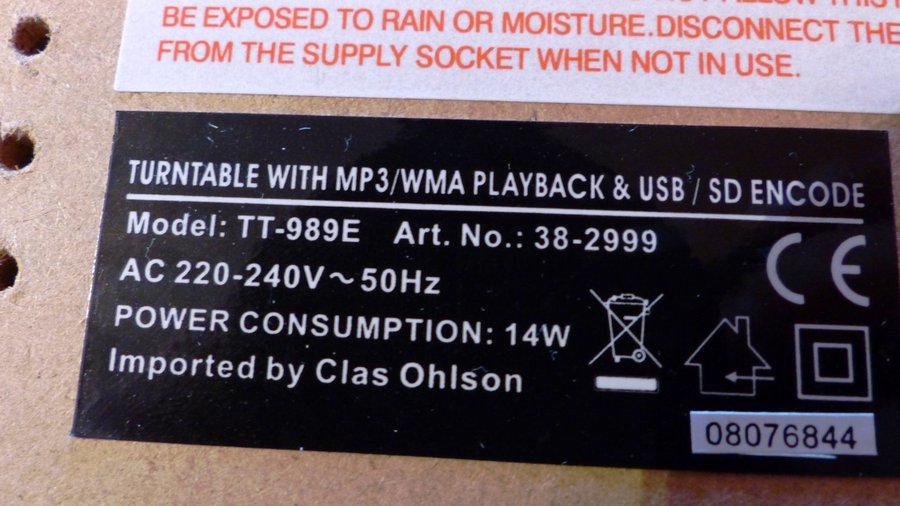 BE EXPOSED TO RAIN OR MOISTURE.DISCONNECT THE
FROM THE SUPPLY SOCKET WHEN NOT IN USE.
TURNTABLE WITH MP3/WMA PLAYBACK & USB / SD ENCODE
Model: TT-989E Art. No.: 38-2999
AC 220-240V~50Hz
POWER CONSUMPTION: 14W
Imported by Clas Ohlson
CE
08076844